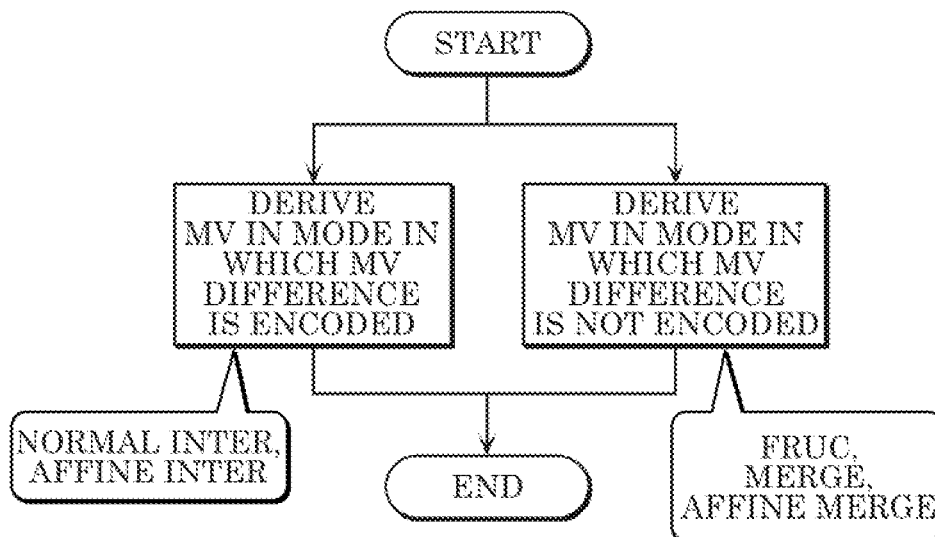 START
DERIVE
MV IN MODE IN
WHICH MV
DIFFERENCE
IS ENCODED
DERIVE
MV IN MODE IN
WHICH MV
DIFFERENCE
IS NOT ENCODED
NORMAL INTER,
AFFINE INTER
END
FRUC,
MERGE,
AFFINE MERGE